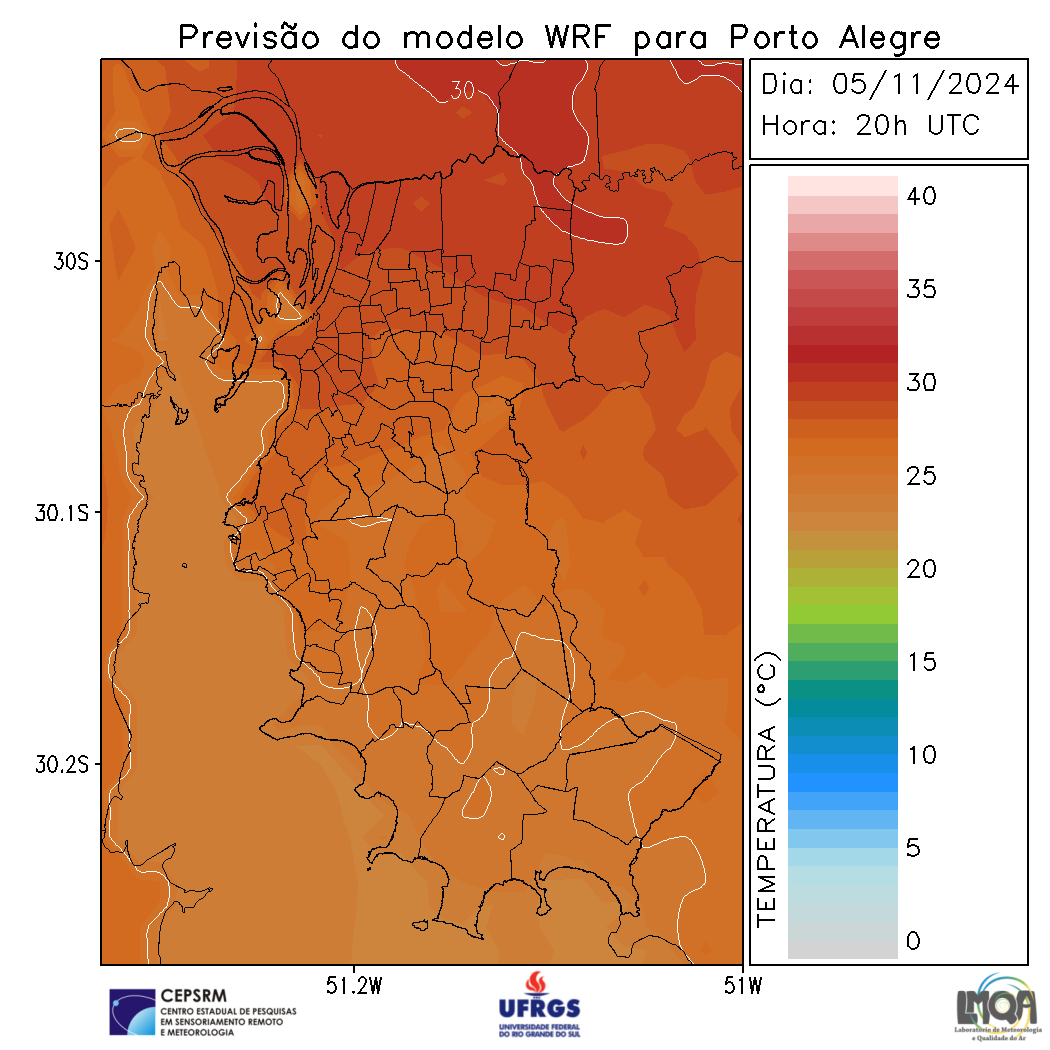 Previsão do modelo WRF para Porto Alegre
Dia: 05/11/2024
Hora: 20h UTC
30
30S
30.1S
30.2S
51.2W
51W
TEMPERATURA (°C)
40
35
30
25
20
15
10
5
0
CEPSRM
CENTRO ESTADUAL DE PESQUISAS
EM SENSORIAMENTO REMOTO
E METEOROLOGIA
UFRGS
UNIVERSIDADE FEDERAL
DO RIO GRANDE DO SUL
LMQA
Laboratório de Meteorologia
e Qualidade do Ar